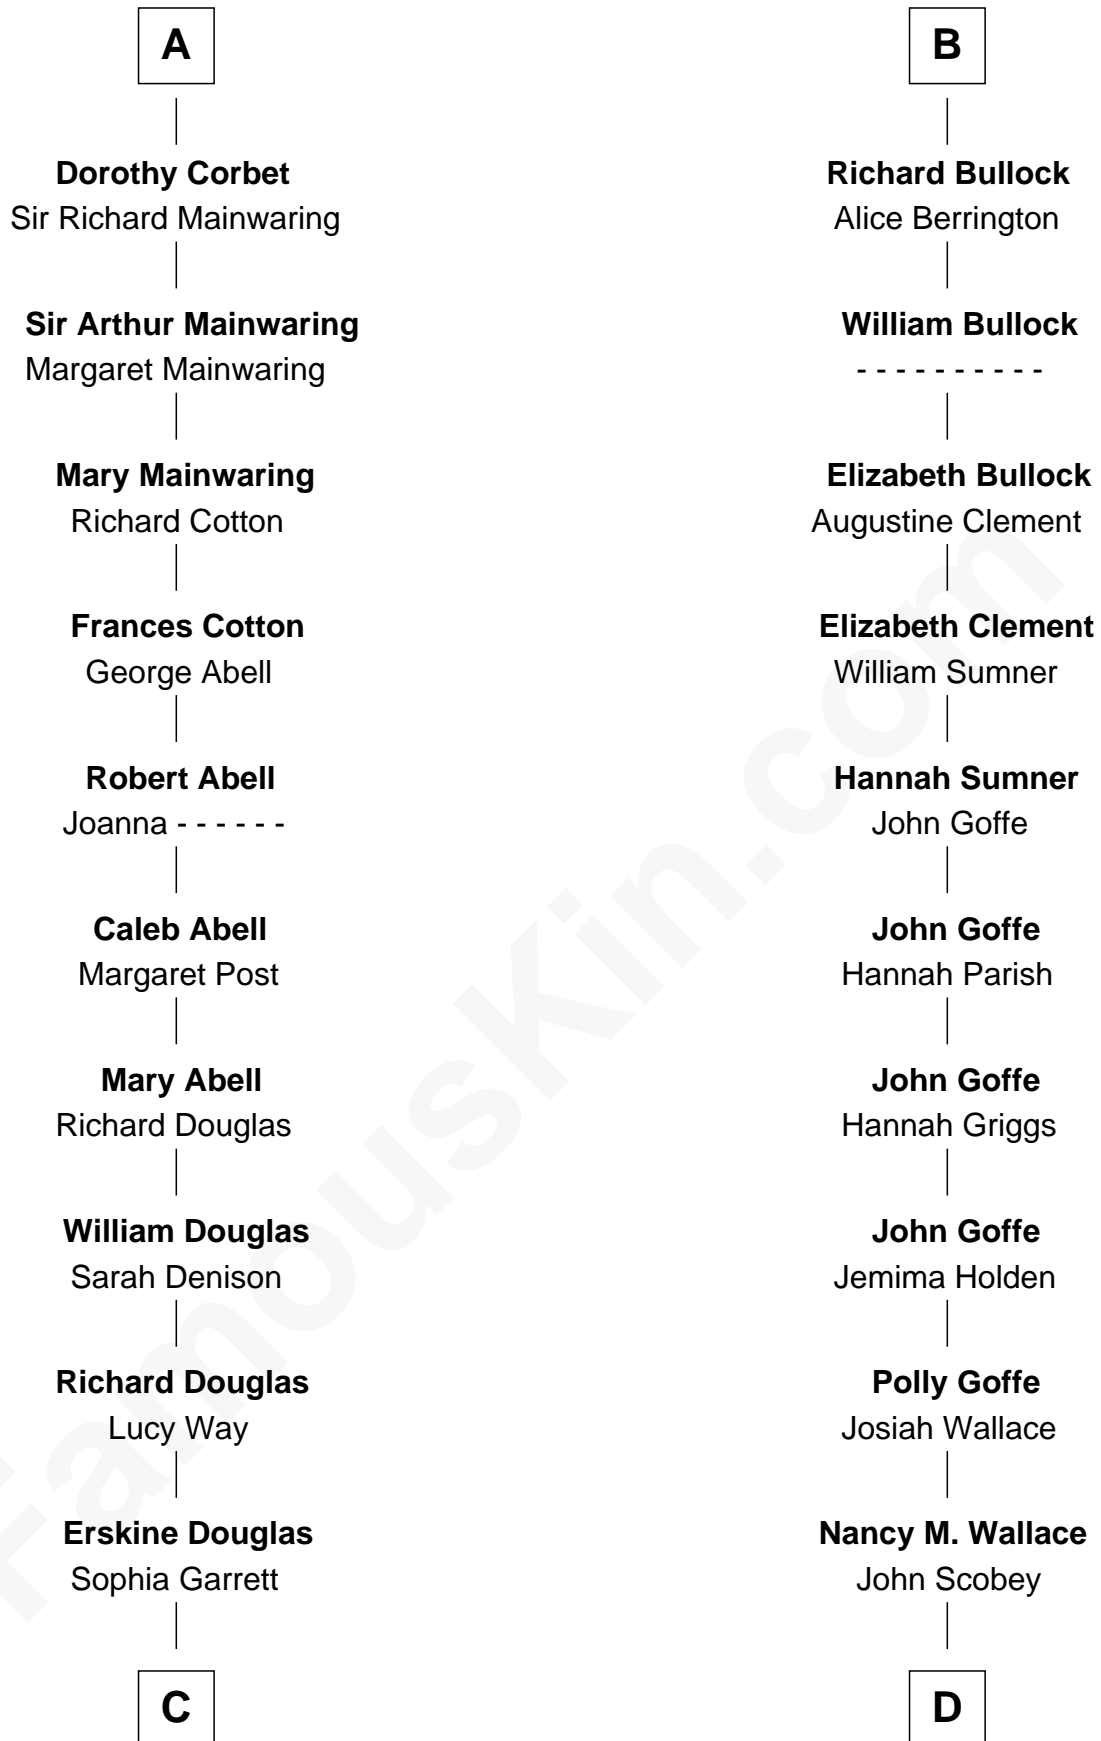 A
Dorothy Corbet
Sir Richard Mainwaring
Sir Arthur Mainwaring
Margaret Mainwaring
Mary Mainwaring
Richard Cotton
Frances Cotton
George Abell
Robert Abell
Joanna - - - - - -
Caleb Abell
Margaret Post
Mary Abell
Richard Douglas
William Douglas
Sarah Denison
Richard Douglas
Lucy Way
Erskine Douglas
Sophia Garrett
C
B
Richard Bullock
Alice Berrington
William Bullock
- - - - - - - - - -
Elizabeth Bullock
Augustine Clement
Elizabeth Clement
William Sumner
Hannah Sumner
John Goffe
John Goffe
Hannah Parish
John Goffe
Hannah Griggs
John Goffe
Jemima Holden
Polly Goffe
Josiah Wallace
Nancy M. Wallace
John Scobey
D
FamousKin.com